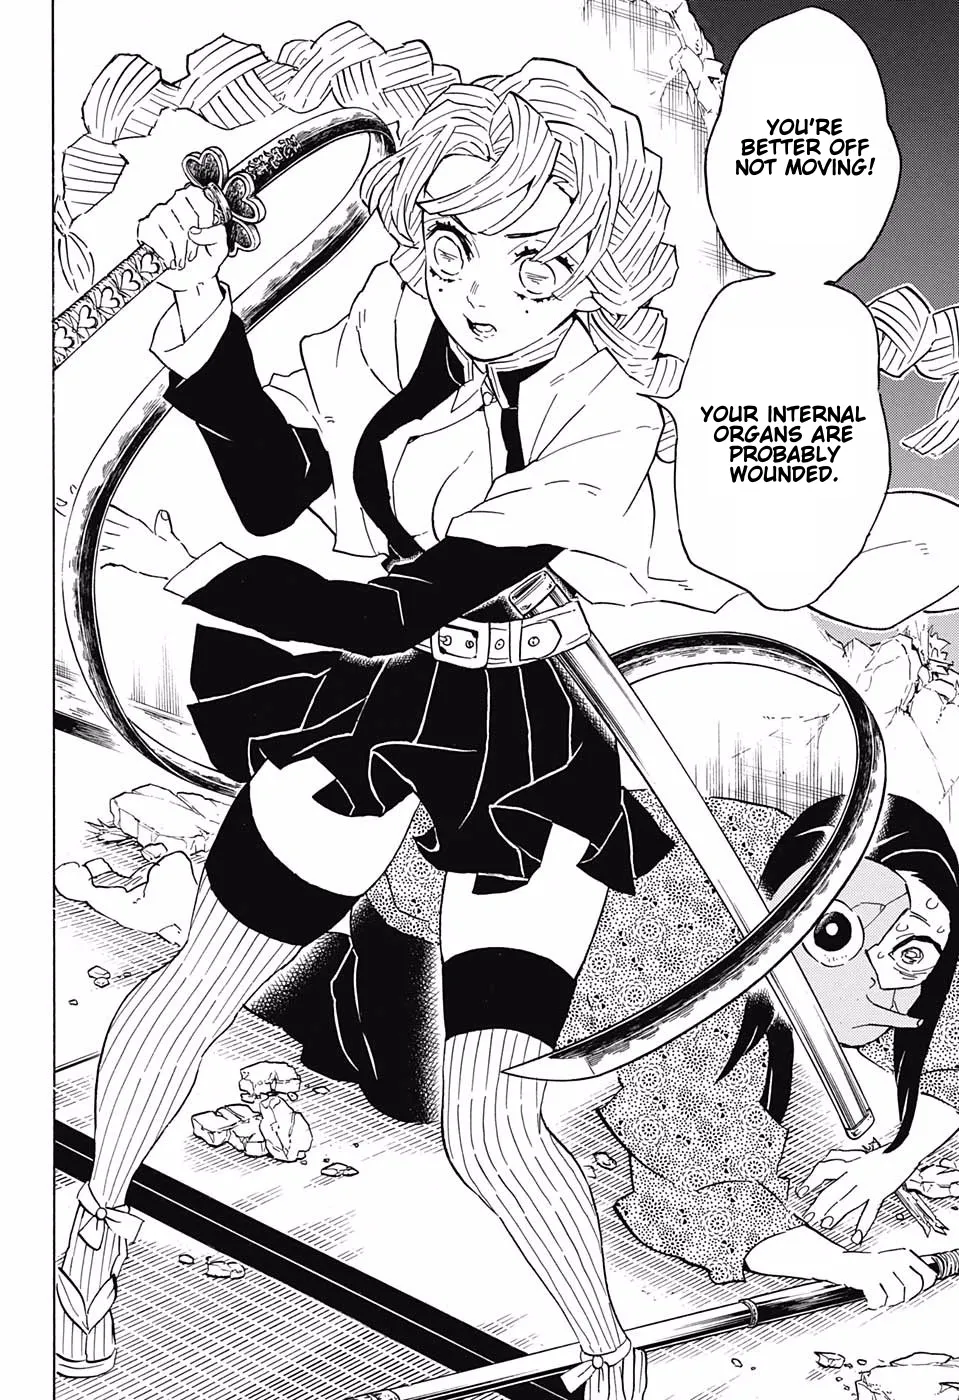 YOU'RE
BETTER OFF
NOT MOVING!
YOUR INTERNAL
ORGANS ARE
PROBABLY
WOUNDED.